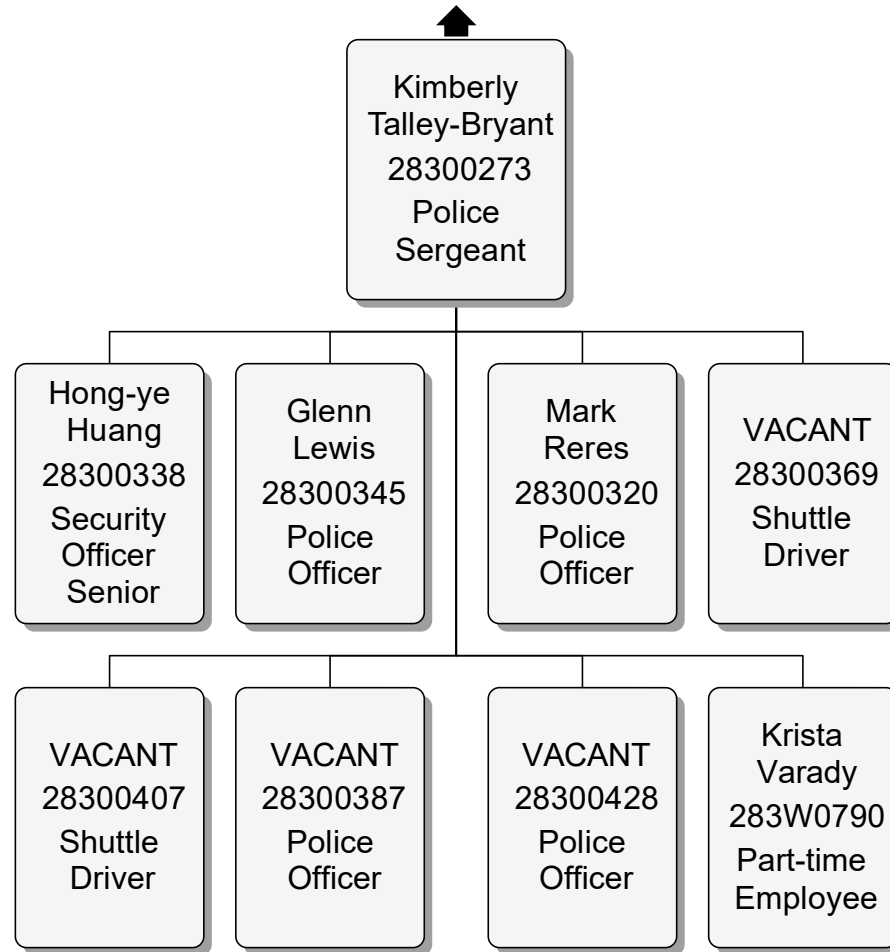 Kimberly
Talley-Bryant
28300273
Police
Sergeant
Hong-ye
Huang
28300338
Security
Officer
Senior
Glenn
Lewis
28300345
Police
Officer
Mark
Reres
28300320
Police
Officer
VACANT
28300369
Shuttle
Driver
VACANT
28300407
Shuttle
Driver
VACANT
28300387
Police
Officer
VACANT
28300428
Police
Officer
Krista
Varady
283W0790
Part-time
Employee